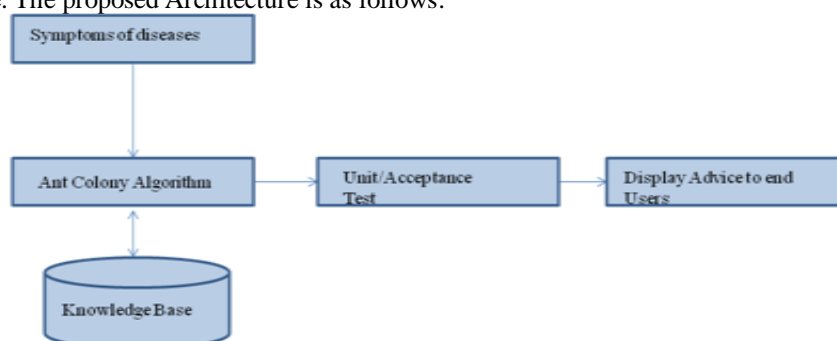 . The proposed Architecture is as follows:
Symptoms of diseases
Ant Colony Algorithm
Unit/Acceptance
Test
Display Advice to end
Users
Knowledge Base